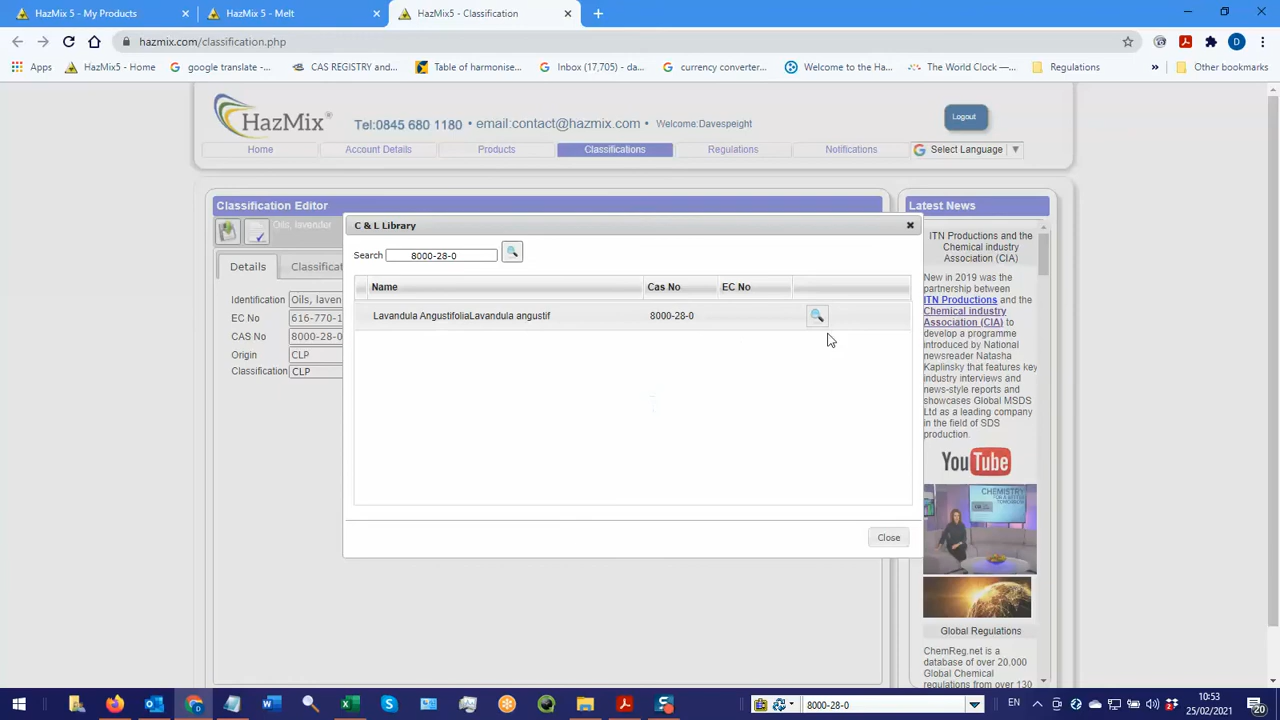 HazMix 5 - My Products
HazMix 5 - Melt
HazMix5 - Classification
hazmix.com/classification.php
Apps
HazMix5 - Home
google translate -...
CAS REGISTRY and...
Table of harmonise...
Inbox (17,705) - da...
currency converter...
Welcome to the Ha...
The World Clock —...
Regulations
Other bookmarks
HazMix®
Tel:0845 680 1180 • email:contact@hazmix.com • Welcome:Davespeight
Logout
Home
Account Details
Products
Classifications
Regulations
Notifications
Select Language
Classification Editor
Oils, lavender
Details
Classificat
Identification
Oils, laven
EC No
616-770-1
CAS No
8000-28-0
Origin
CLP
Classification
CLP
C & L Library
Search
8000-28-0
Name
Cas No
EC No
Lavandula AngustifoliaLavandula angustif
8000-28-0
Close
Latest News
ITN Productions and the
Chemical industry
Association (CIA)
New in 2019 was the
partnership between
ITN Productions and the
Chemical industry
Association (CIA) to
develop a programme
introduced by National
newsreader Natasha
Kaplinsky that features key
industry interviews and
news-style reports and
showcases Global MSDS
Ltd as a leading company
in the field of SDS
production.
YouTube
CHEMISTRY
Global Regulations
ChemReg.net is a
database of over 20,000
Global Chemical
regulations from over 130
8000-28-0
EN
10:53
25/02/2021
20